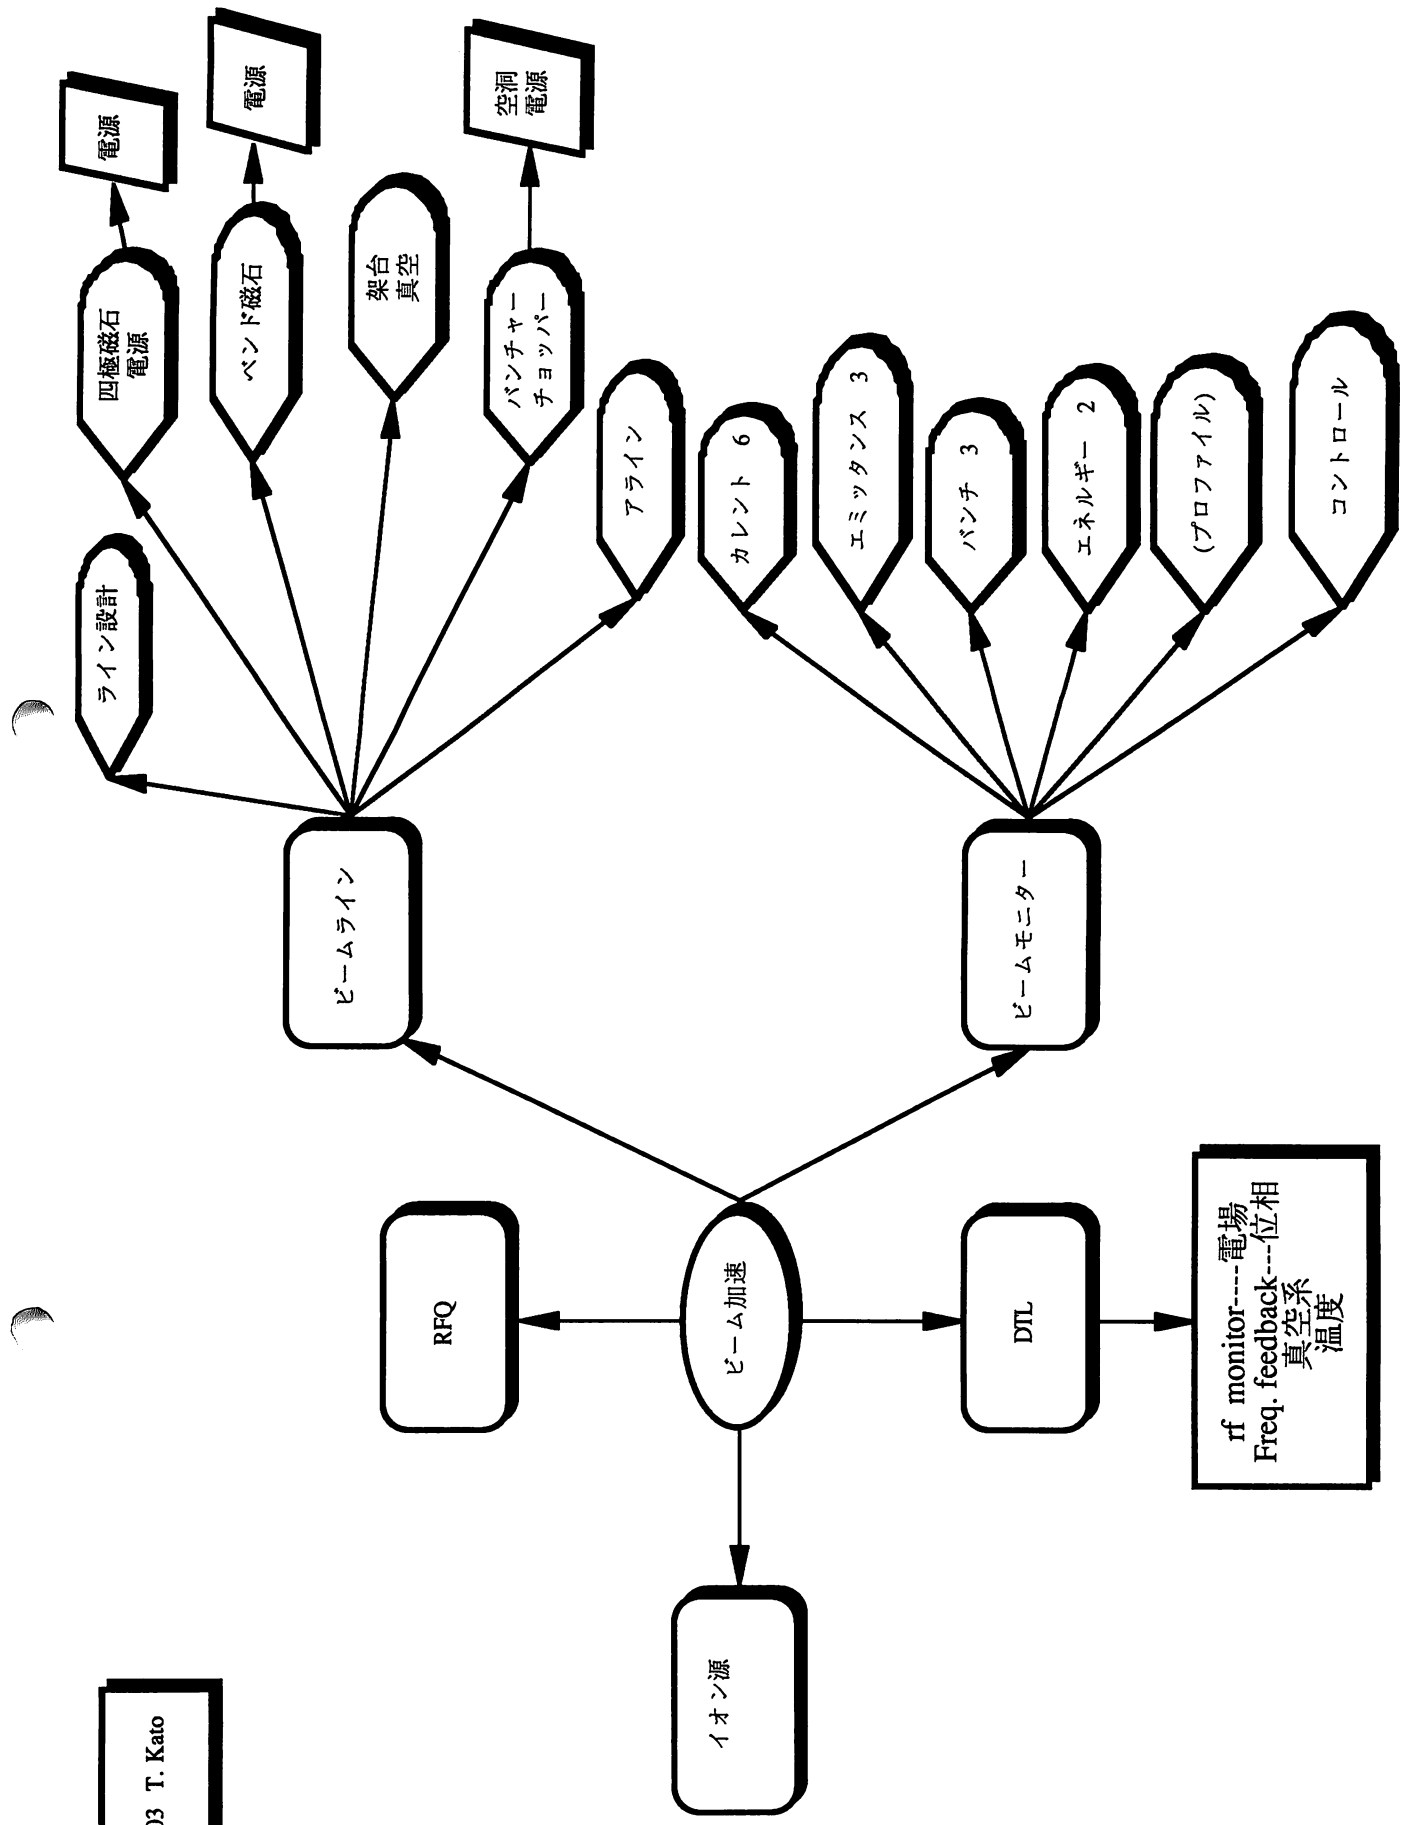 03 T. Kato
イオン源
ビーム加速
RFQ
DTL
rf monitor----電場
Freq. feedback---位相
真空系
温度
ビームライン
ライン設計
四極磁石
電源
電源
ベンド磁石
電源
架台
真空
バンチャー
チョッパー
空洞
電源
アライン
ビームモニター
カレント 6
エミッタンス 3
バンチ 3
エネルギー 2
(プロファイル)
コントロール